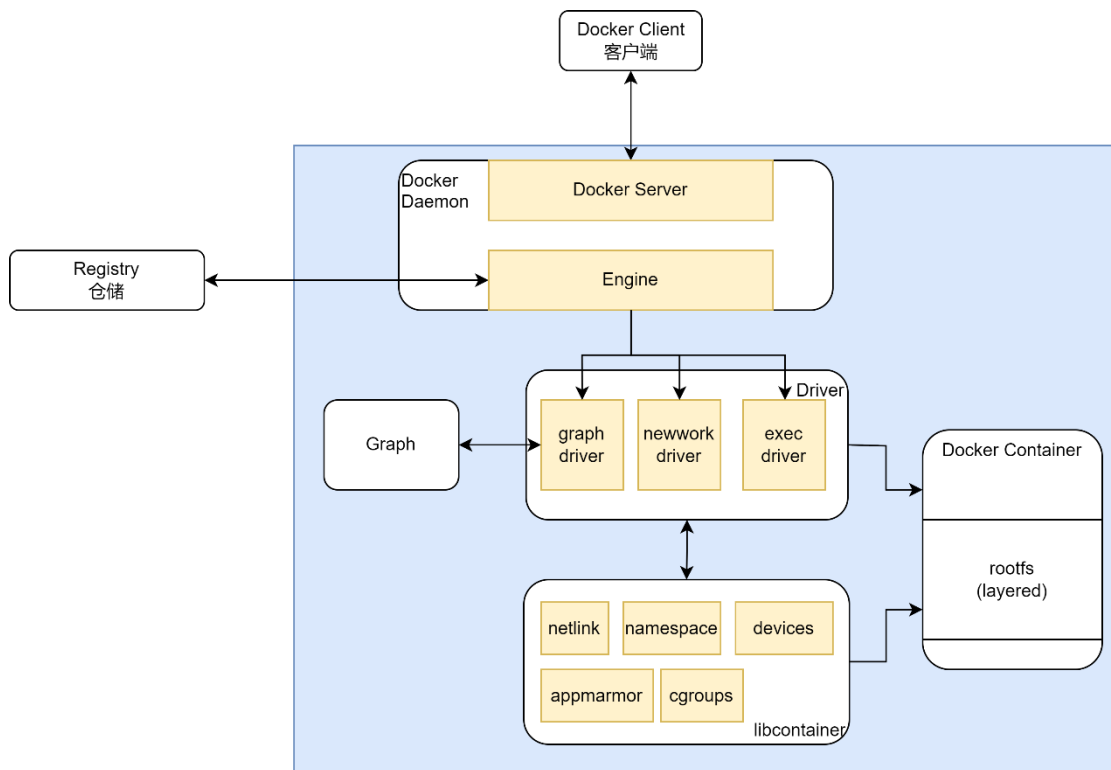 Docker Client
客户端
Docker
Daemon
Docker Server
Registry
仓储
Engine
Driver
Graph
graph
driver
newwork
driver
exec
driver
Docker Container
rootfs
(layered)
netlink
namespace
devices
appmarmor
cgroups
libcontainer